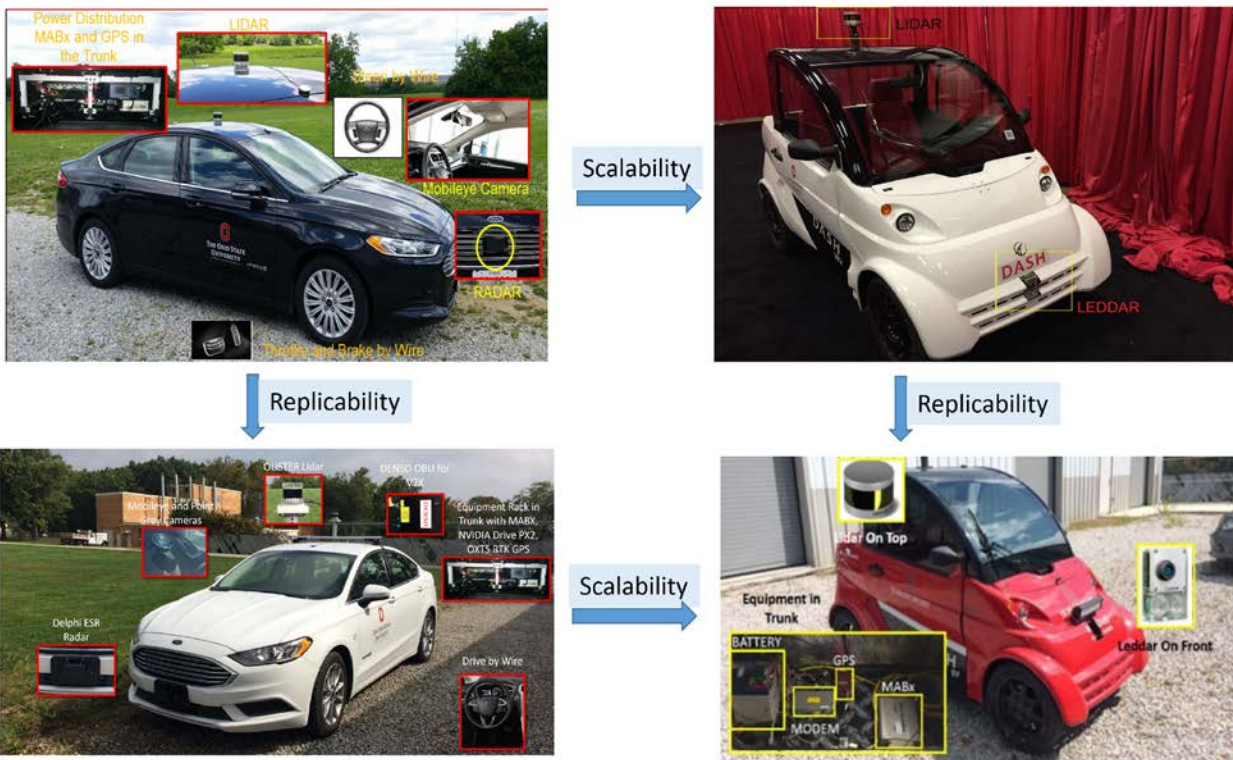 Power Distribution
MABx and GPS in
the Trunk
LIDAR
Steer by Wire
Mobileye Camera
RADAR
THE OHIO STATE
UNIVERSITY
Throttle and Brake by Wire
Scalability
LIDAR
DASH
DASH
LEDDAR
Replicability
Replicability
OUSTER Lidar
DENSO OBU for
V2X
DENSO
Mobileye and Point
Grey Cameras
Equipment Rack in
Trunk with MABX,
NVIDIA Drive PX2,
OXTS RTK GPS
Delphi ESR
Radar
Drive by Wire
Scalability
Lidar On Top
Equipment in
Trunk
BATTERY
GPS
MABx
MODEM
Leddar On Front